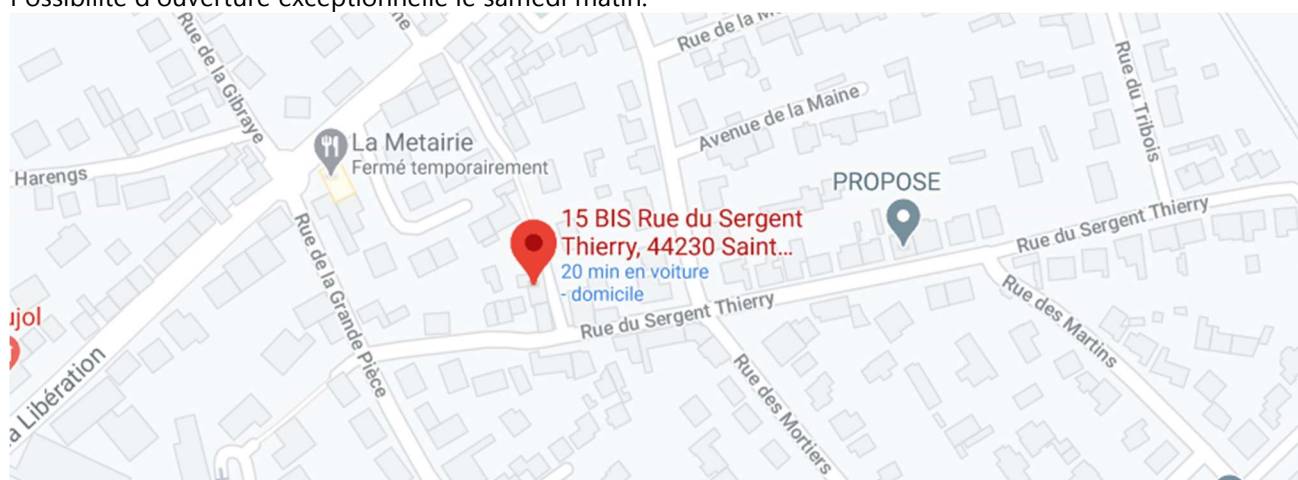 Possibilité d'ouverture exceptionnelle le samedi matin.
Rue de la Gibraye
Rue de la
Rue du Tribois
Avenue de la Maine
La Metairie
Fermé temporairement
Harengs
PROPOSE
15 BIS Rue du Sergent
Thierry, 44230 Saint...
20 min en voiture
- domicile
Rue du Sergent Thierry
Rue du Sergent Thierry
Rue de la Grande Pièce
Rue des Martins
ujol
Libération
Rue des Mortiers